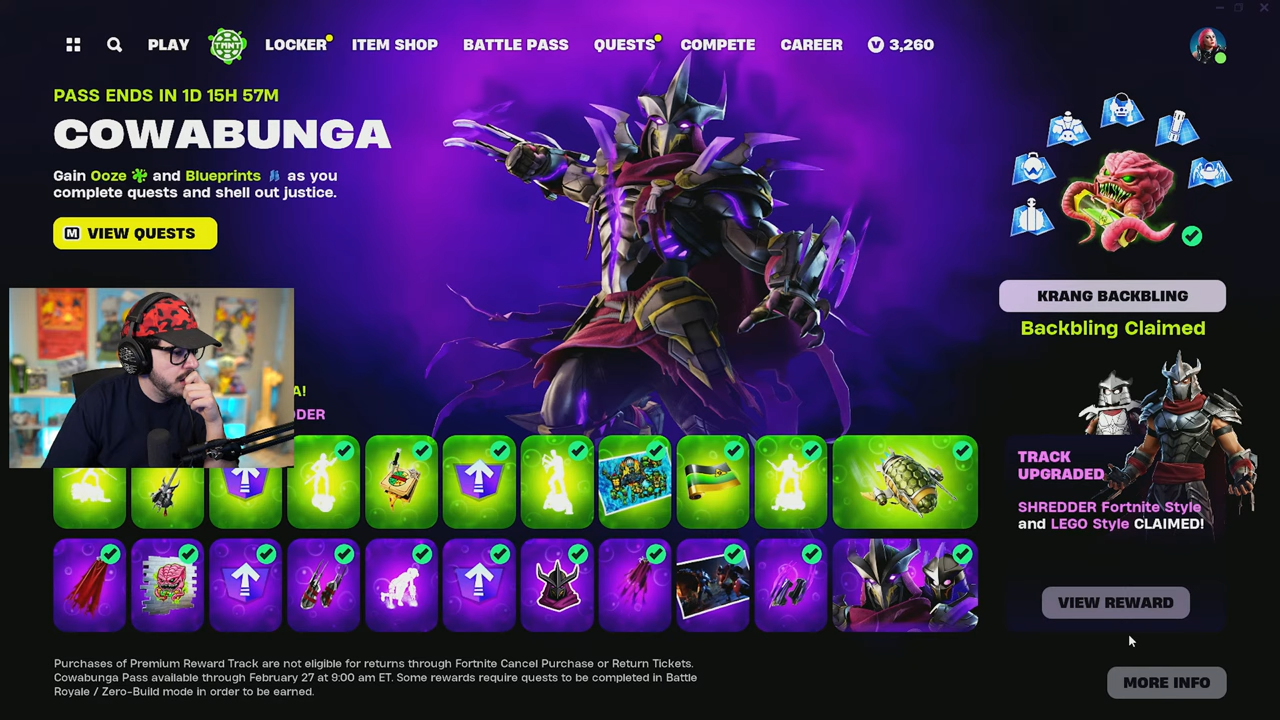 PLAY
TMNT
LOCKER
ITEM SHOP
BATTLE PASS
QUESTS
COMPETE
CAREER
V 3,260
PASS ENDS IN 1D 15H 57M
COWABUNGA
Gain Ooze and Blueprints as you
complete quests and shell out justice.
M VIEW QUESTS
KRANG BACKBLING
Backbling Claimed
A!
DDER
TRACK
UPGRADED
SHREDDER Fortnite Style
and LEGO Style CLAIMED!
VIEW REWARD
Purchases of Premium Reward Track are not eligible for returns through Fortnite Cancel Purchase or Return Tickets.
Cowabunga Pass available through February 27 at 9:00 am ET. Some rewards require quests to be completed in Battle
Royale / Zero-Build mode in order to be earned.
MORE INFO